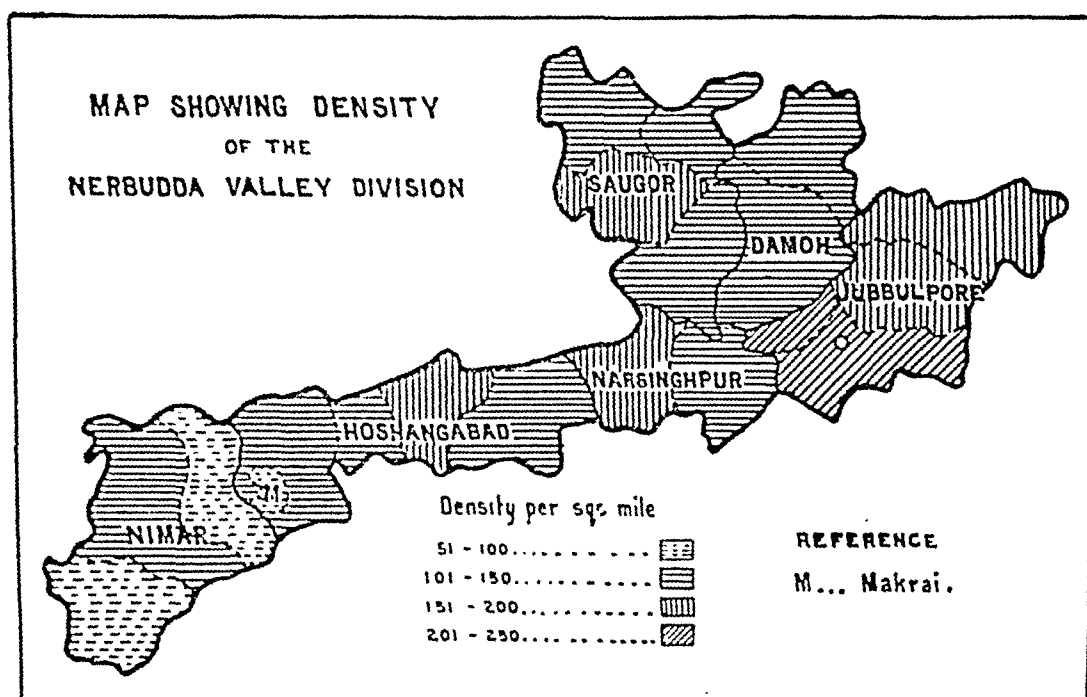 MAP SHOWING DENSITY
OF THE
NERBUDDA VALLEY DIVISION
SAUGOR
DAMOH
JUBBULPORE
NARSINGHPUR
HOSHANGABAD
M
NIMAR
Density per sqr mile
51 - 100
101 - 150
151 - 200
201 - 250
REFERENCE
M... Makrai.